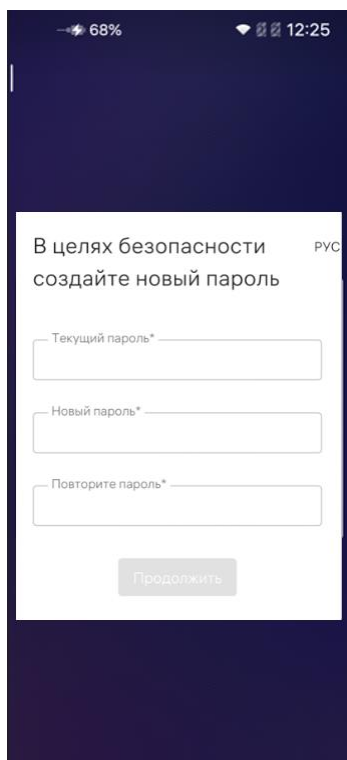 68% 12:25
В целях безопасности РУС
создайте новый пароль
Текущий пароль*
Новый пароль*
Повторите пароль*
Продолжить